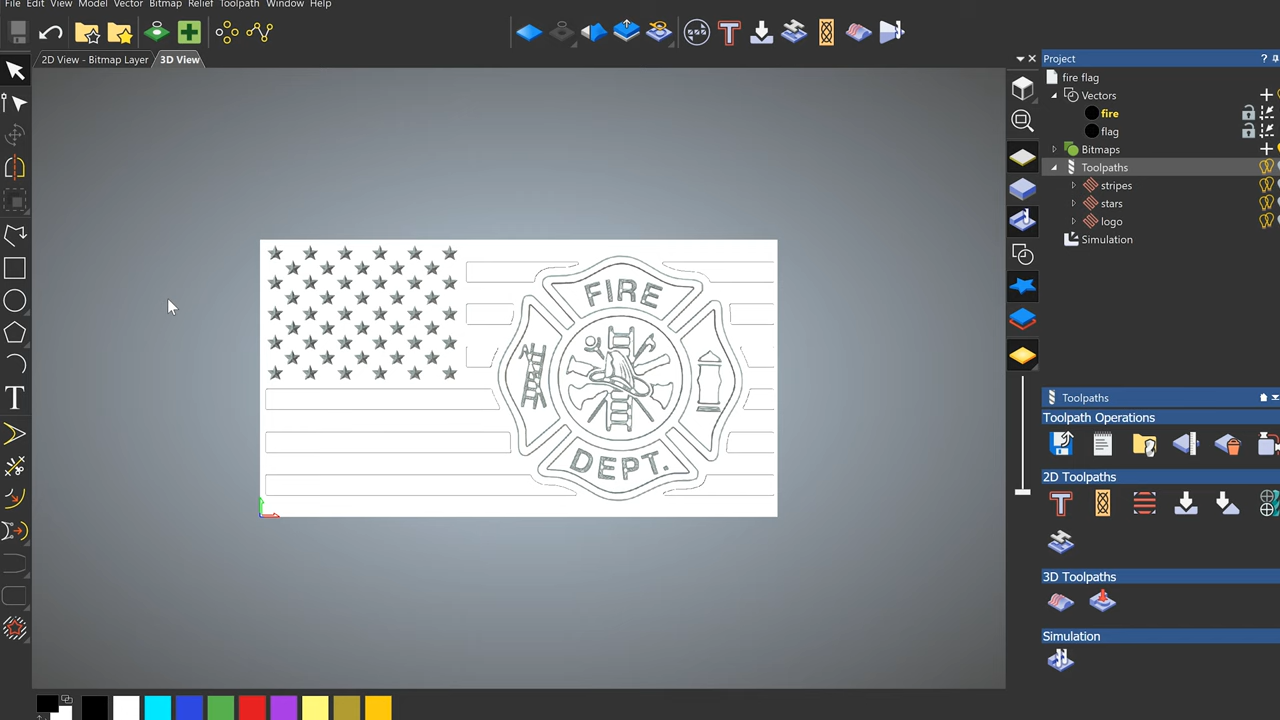 File Edit View Model Vector Bitmap Relief Toolpath Window Help
2D View - Bitmap Layer 3D View
Project ?
fire flag
Vectors
fire
flag
Bitmaps
Toolpaths
stripes
stars
logo
Simulation
FIRE
DEPT.
Toolpaths
Toolpath Operations
2D Toolpaths
3D Toolpaths
Simulation